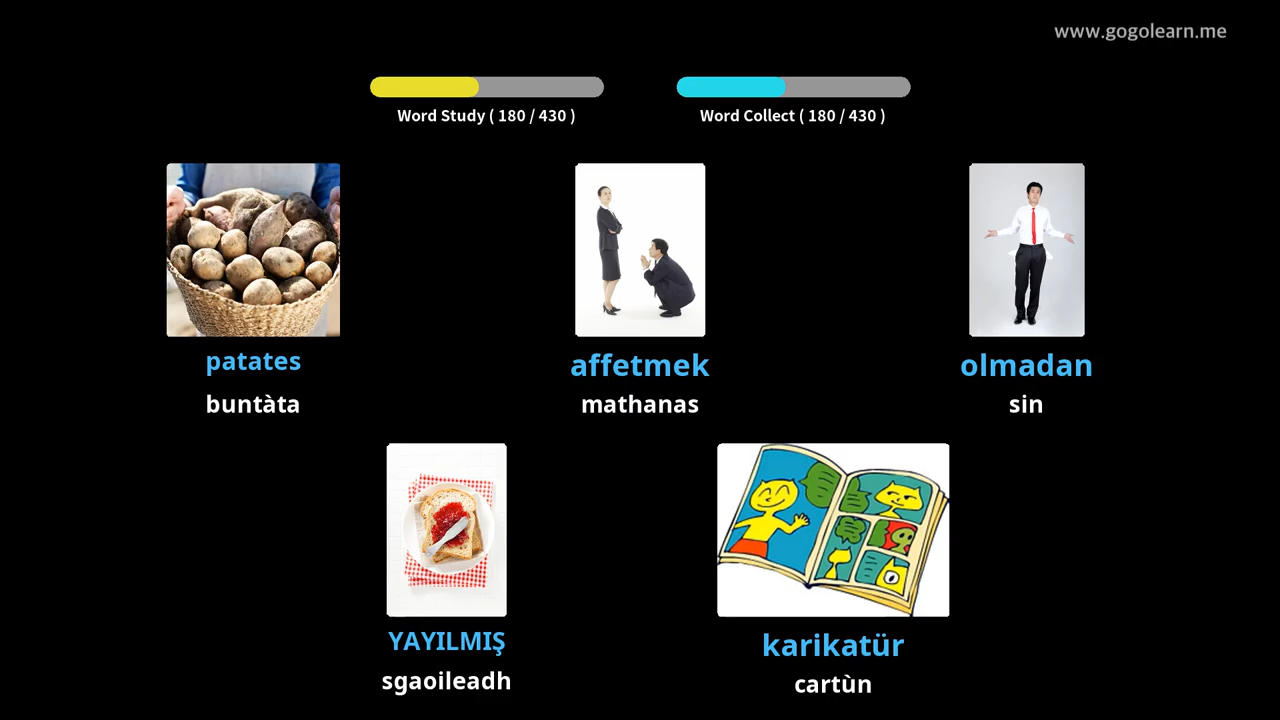 www.gogolearn.me
Word Study ( 180 / 430 )
Word Collect ( 180 / 430 )
patates
buntàta
affetmek
mathanas
olmadan
sin
YAYILMIŞ
sgaoileadh
karikatür
cartùn